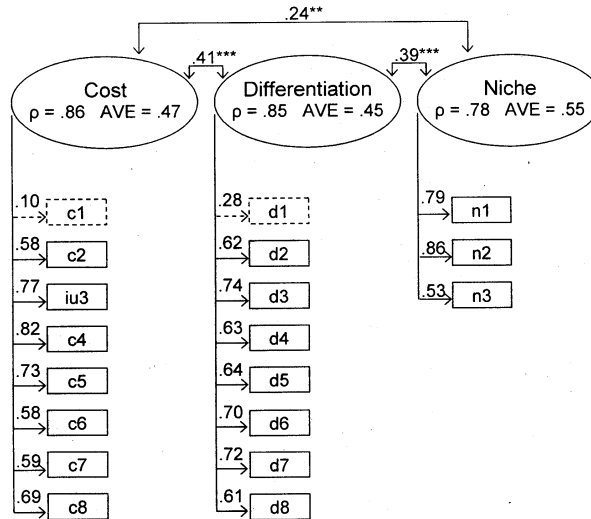 .24**
.41***
.39***
Cost
ρ = .86 AVE = .47
Differentiation
ρ = .85 AVE = .45
Niche
ρ = .78 AVE = .55
.10 c1
.58 c2
.77 iu3
.82 c4
.73 c5
.58 c6
.59 c7
.69 c8
.28 d1
.62 d2
.74 d3
.63 d4
.64 d5
.70 d6
.72 d7
.61 d8
.79 n1
.86 n2
.53 n3